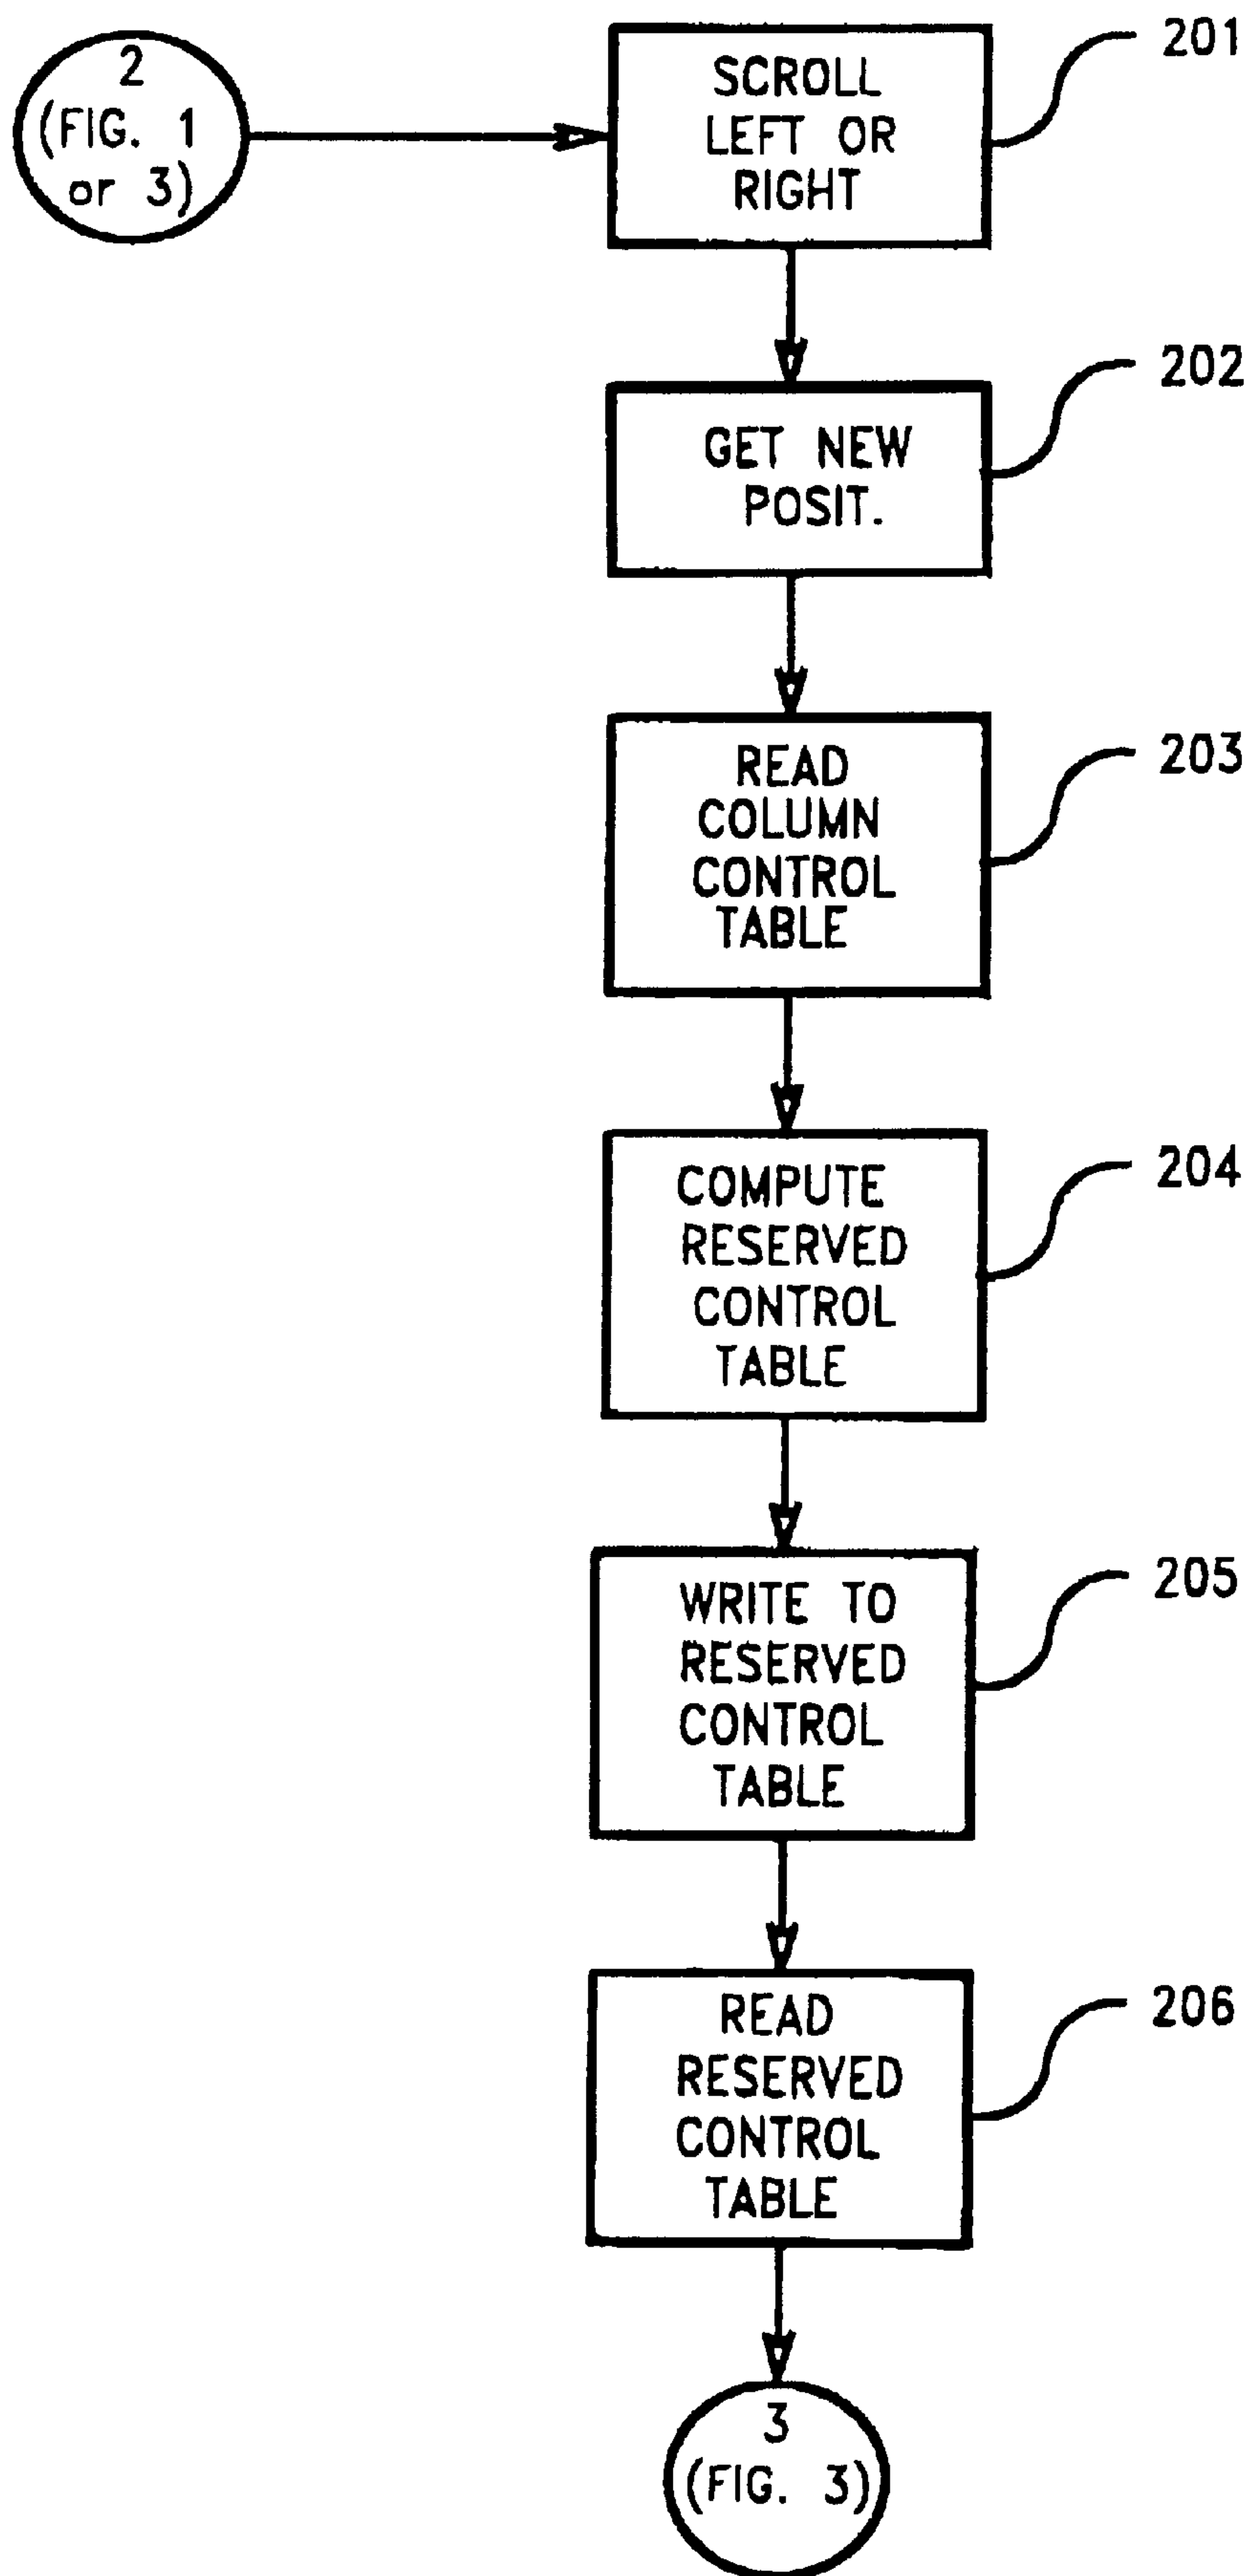 2
(FIG. 1
or 3)
SCROLL
LEFT OR
RIGHT
201
GET NEW
POSIT.
202
READ
COLUMN
CONTROL
TABLE
203
COMPUTE
RESERVED
CONTROL
TABLE
204
WRITE TO
RESERVED
CONTROL
TABLE
205
READ
RESERVED
CONTROL
TABLE
206
3
(FIG. 3)